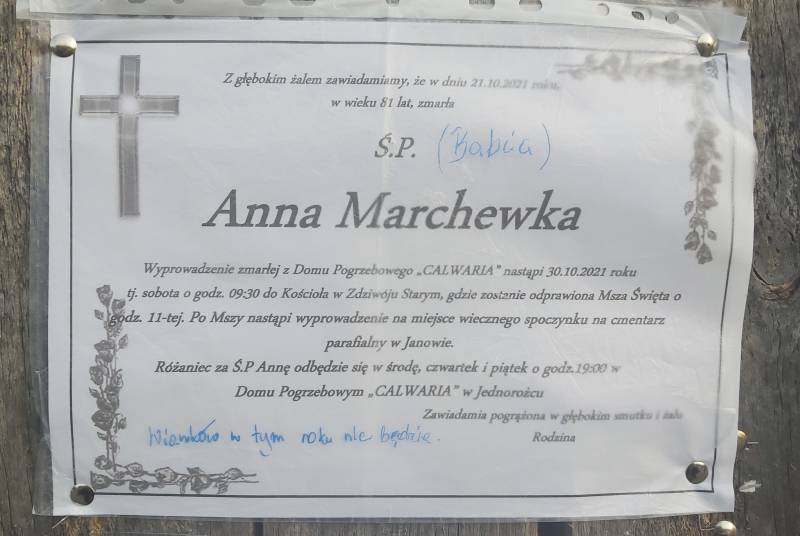 Z głębokim żalem zawiadamiamy, że w dniu 21.10.2021 roku,
w wieku 81 lat, zmarła
Ś.P. (Babcia)
Anna Marchewka
Wyprowadzenie zmarłej z Domu Pogrzebowego „CALWARIA” nastąpi 30.10.2021 roku
tj. sobota o godz. 09:30 do Kościoła w Zdziwóju Starym, gdzie zostanie odprawiona Msza Święta o
godz. 11-tej. Po Mszy nastąpi wyprowadzenie na miejsce wiecznego spoczynku na cmentarz
parafialny w Janowie.
Różaniec za Ś.P Annę odbędzie się w środę, czwartek i piątek o godz.19:00 w
Domu Pogrzebowym „CALWARIA” w Jednorożcu
Zawiadamia pogrążona w głębokim smutku i żalu
Rodzina
Wianków w tym roku nie będzie.